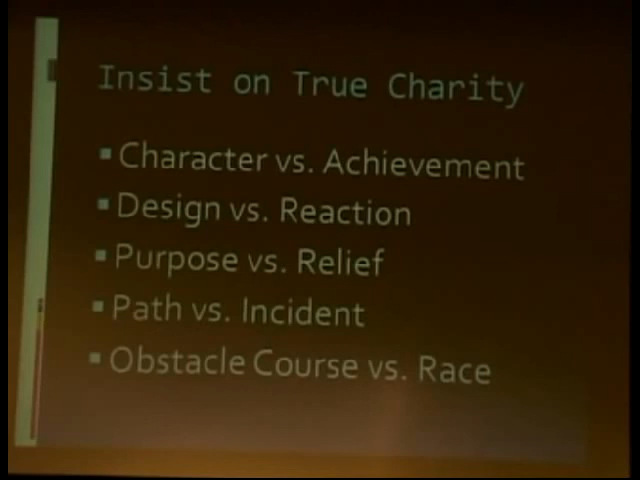 Insist on True Charity
▪ Character vs. Achievement
▪ Design vs. Reaction
▪ Purpose vs. Relief
▪ Path vs. Incident
▪ Obstacle Course vs. Race